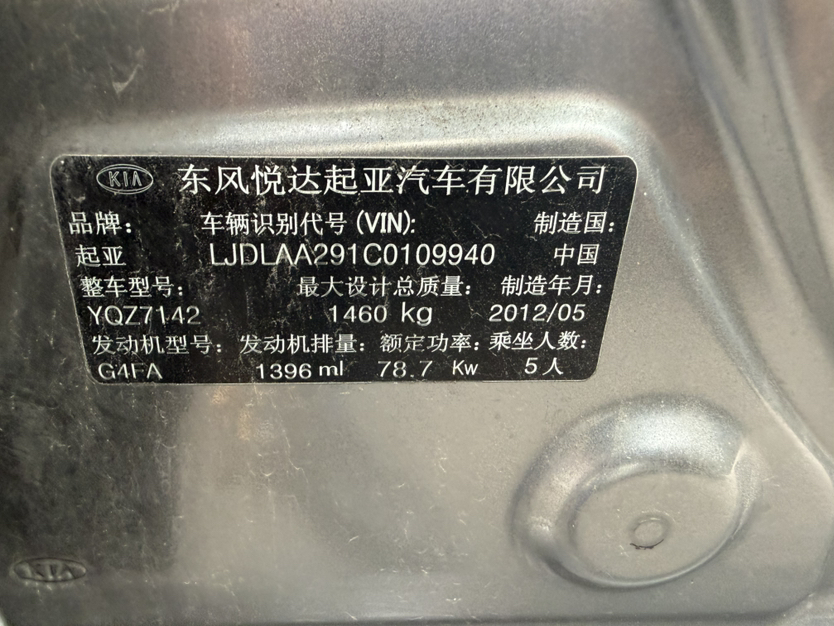 KIA 东风悦达起亚汽车有限公司
品牌: 车辆识别代号(VIN): 制造国:
起亚 LJDLAA291C0109940 中国
整车型号: 最大设计总质量: 制造年月:
YQZ7142 1460 kg 2012/05
发动机型号: 发动机排量: 额定功率: 乘坐人数:
G4FA 1396 ml 78.7 Kw 5人
KIA